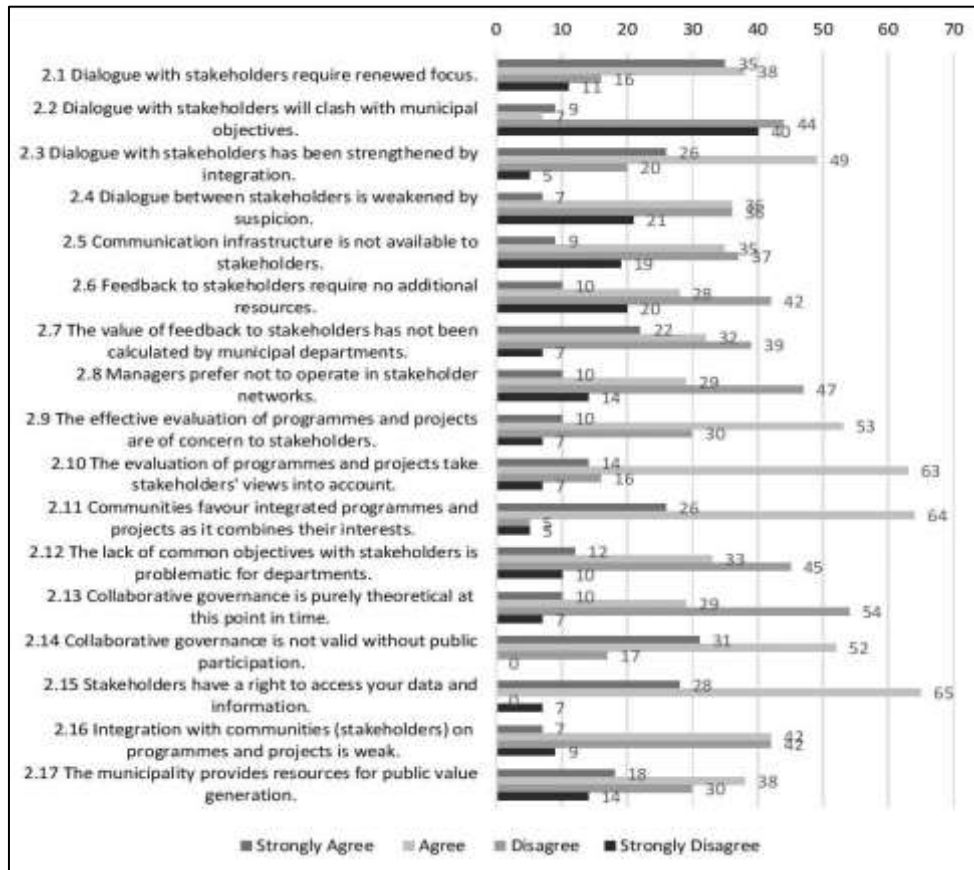 0 10 20 30 40 50 60 70
2.1 Dialogue with stakeholders require renewed focus.
35
38
16
11
2.2 Dialogue with stakeholders will clash with municipal
objectives.
9
7
44
40
2.3 Dialogue with stakeholders has been strengthened by
integration.
26
49
20
5
2.4 Dialogue between stakeholders is weakened by
suspicion.
7
36
36
21
2.5 Communication infrastructure is not available to
stakeholders.
9
35
37
19
2.6 Feedback to stakeholders require no additional
resources.
10
28
42
20
2.7 The value of feedback to stakeholders has not been
calculated by municipal departments.
22
32
39
7
2.8 Managers prefer not to operate in stakeholder
networks.
10
29
47
14
2.9 The effective evaluation of programmes and projects
are of concern to stakeholders.
10
53
30
7
2.10 The evaluation of programmes and projects take
stakeholders' views into account.
14
63
16
7
2.11 Communities favour integrated programmes and
projects as it combines their interests.
26
64
5
5
2.12 The lack of common objectives with stakeholders is
problematic for departments.
12
33
45
10
2.13 Collaborative governance is purely theoretical at
this point in time.
10
29
54
7
2.14 Collaborative governance is not valid without public
participation.
31
52
17
0
2.15 Stakeholders have a right to access your data and
information.
28
65
0
7
2.16 Integration with communities (stakeholders) on
programmes and projects is weak.
7
42
42
9
2.17 The municipality provides resources for public value
generation.
18
38
30
14
Strongly Agree Agree Disagree Strongly Disagree